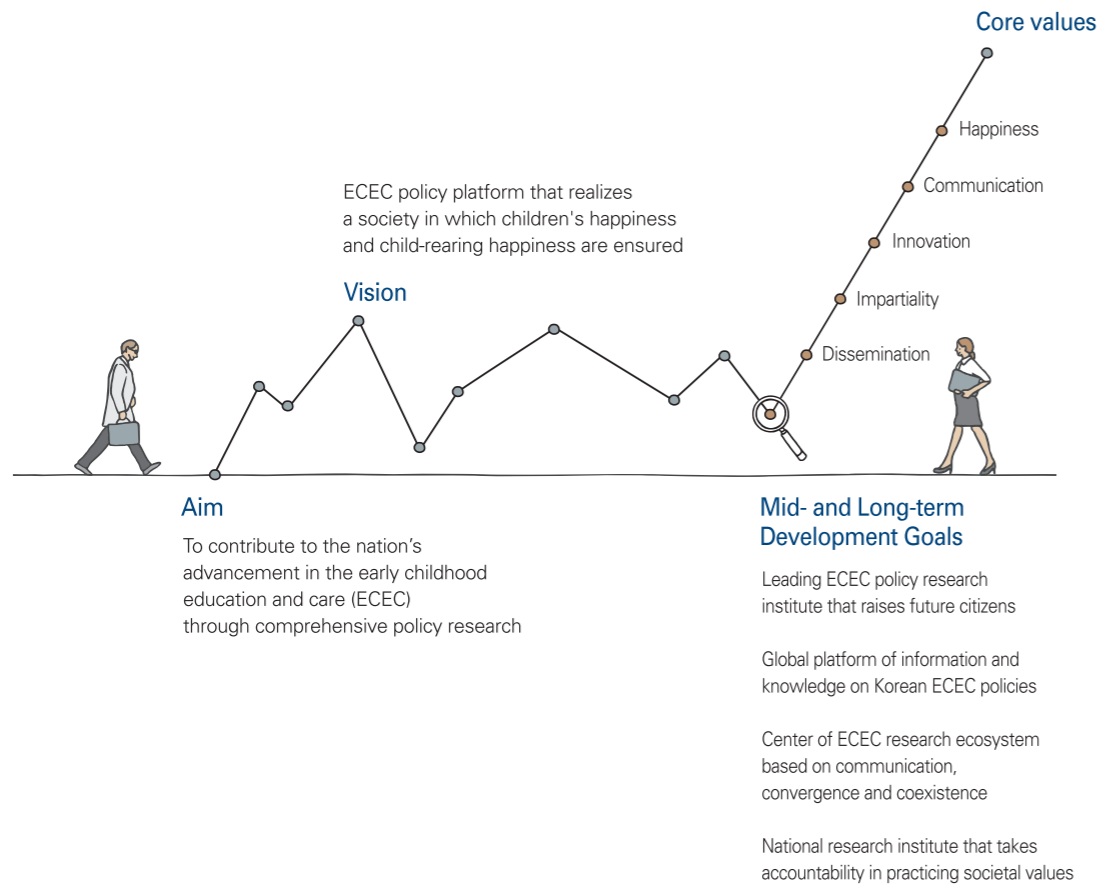 Core values
Happiness
Communication
Innovation
Impartiality
Dissemination
ECEC policy platform that realizes
a society in which children's happiness
and child-rearing happiness are ensured
Vision
Aim
To contribute to the nation’s
advancement in the early childhood
education and care (ECEC)
through comprehensive policy research
Mid- and Long-term
Development Goals
Leading ECEC policy research
institute that raises future citizens
Global platform of information and
knowledge on Korean ECEC policies
Center of ECEC research ecosystem
based on communication,
convergence and coexistence
National research institute that takes
accountability in practicing societal values